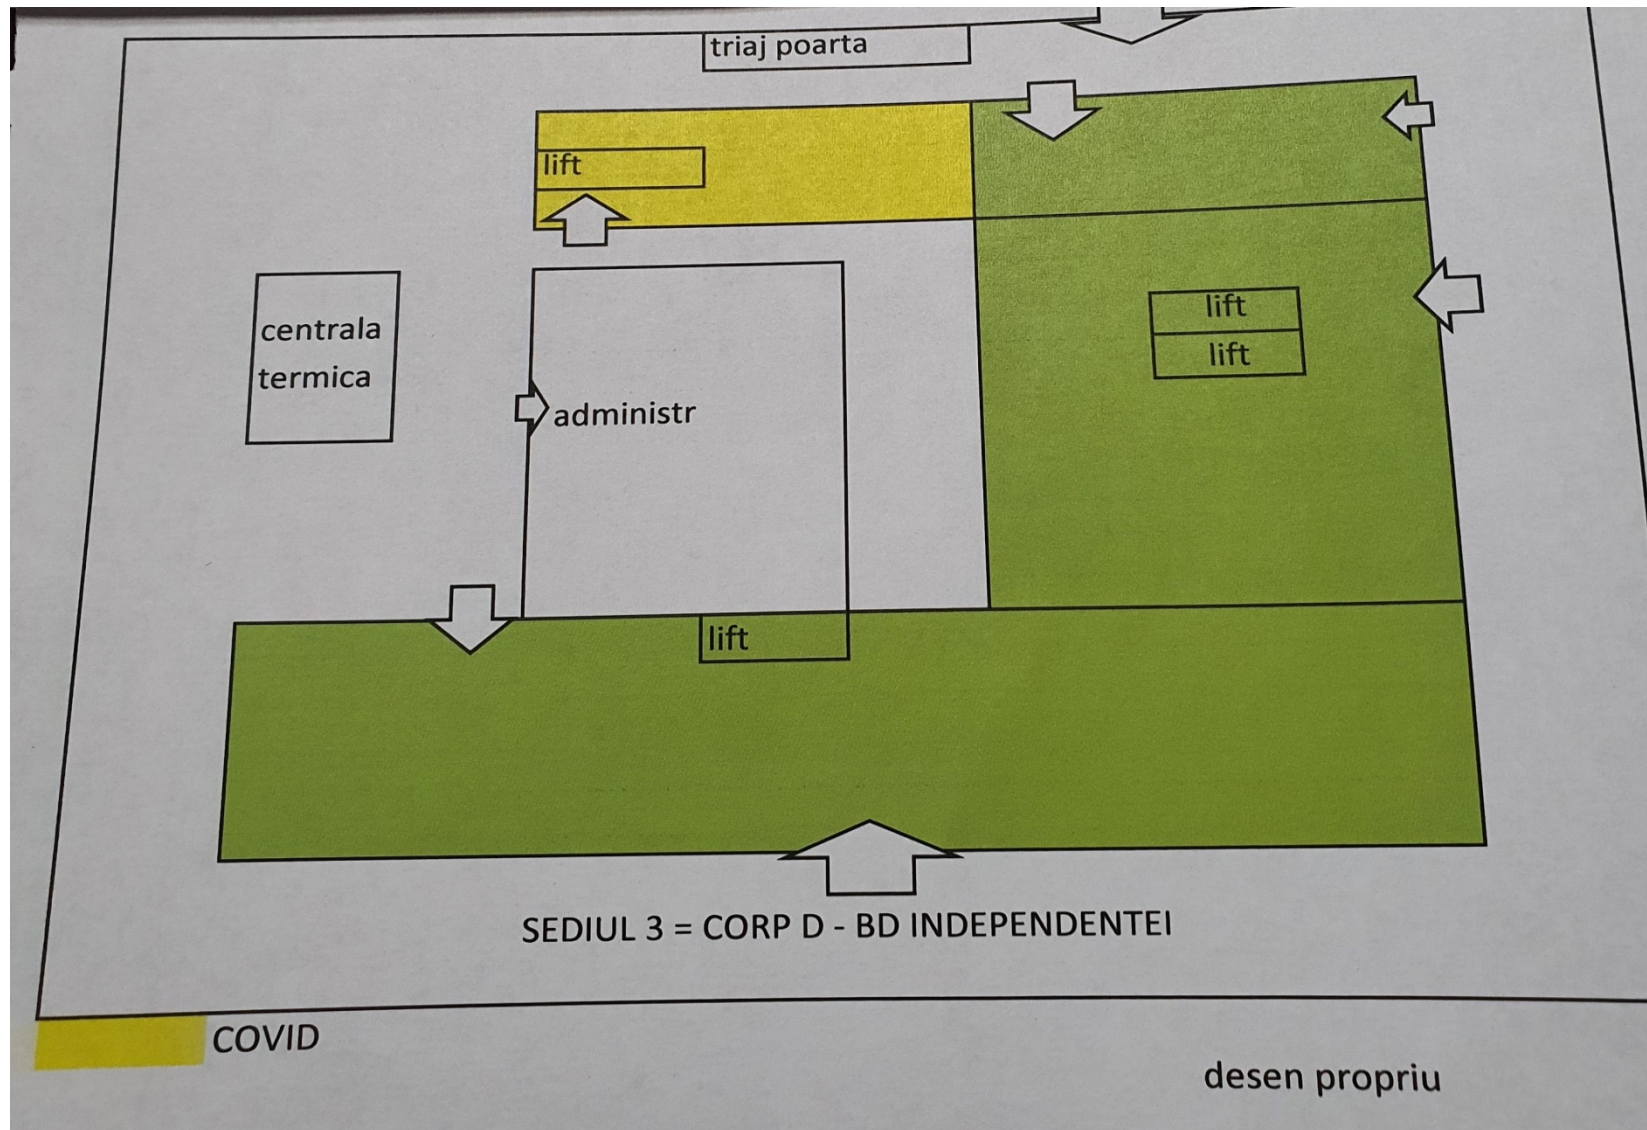 triaj poarta
lift
centrala
termica
lift
lift
administr
lift
SEDIUL 3 = CORP D - BD INDEPENDENTEI
COVID
desen propriu